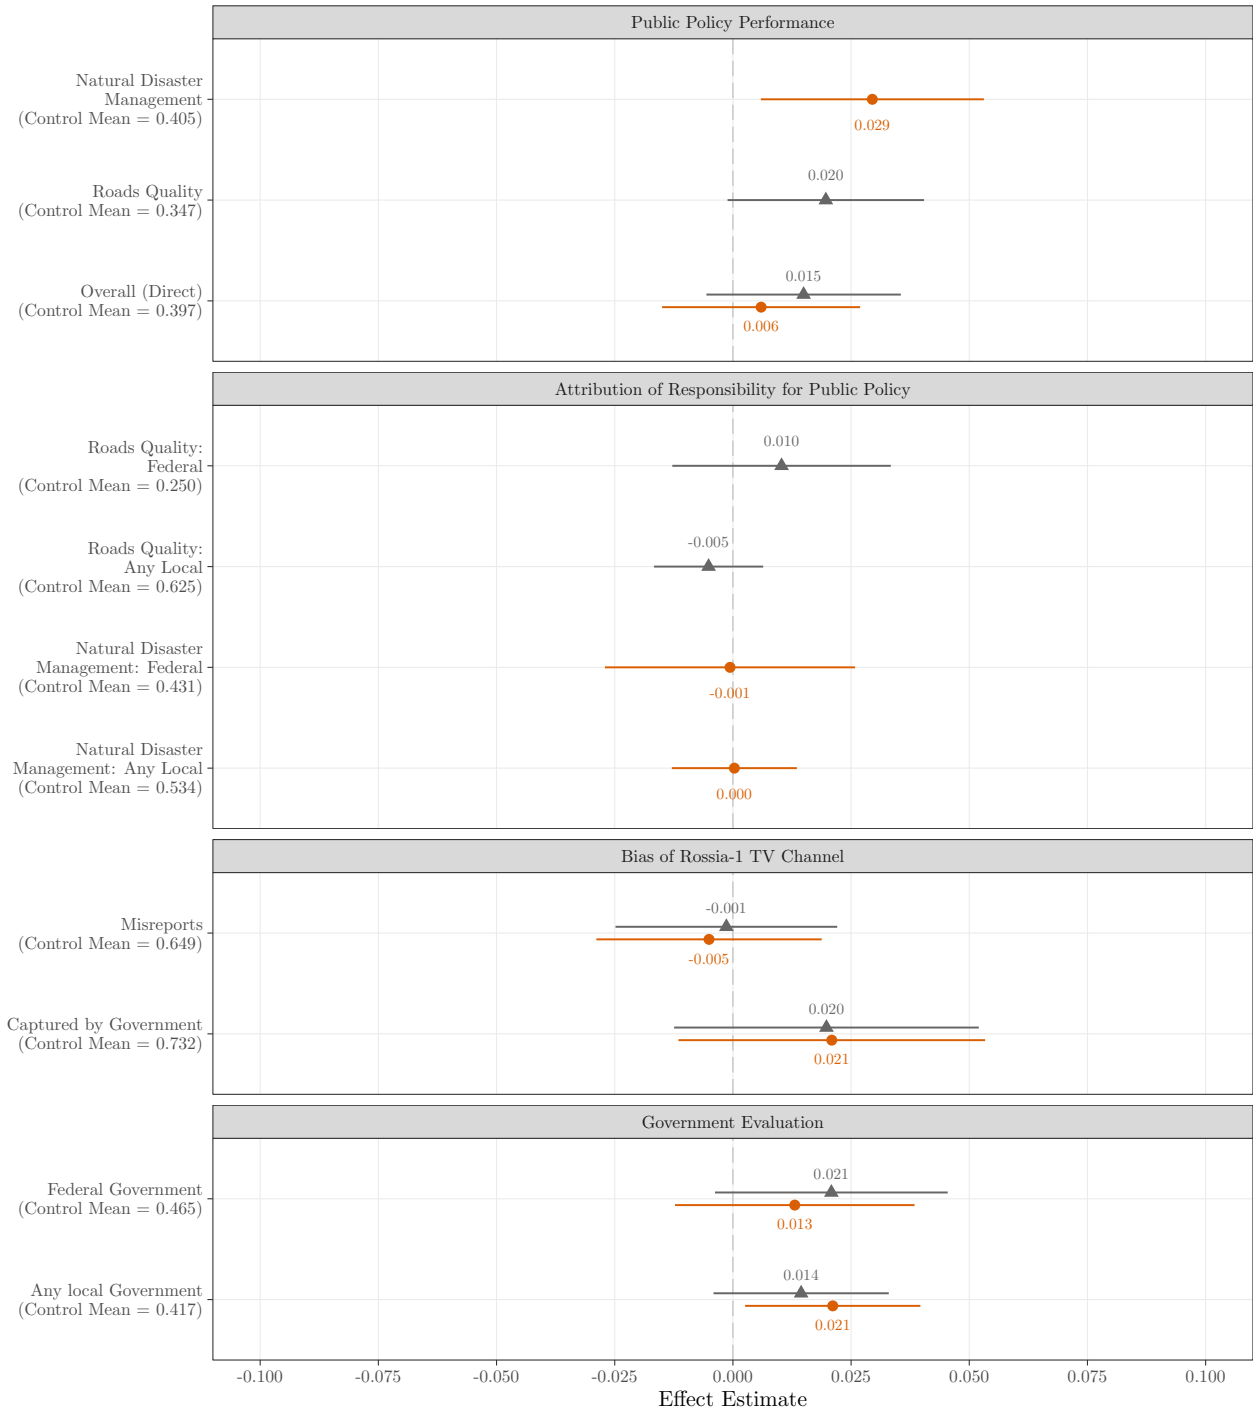 Public Policy Performance
Natural Disaster
Management
(Control Mean = 0.405)
0.029
Roads Quality
(Control Mean = 0.347)
0.020
Overall (Direct)
(Control Mean = 0.397)
0.015
0.006
Attribution of Responsibility for Public Policy
Roads Quality:
Federal
(Control Mean = 0.250)
0.010
Roads Quality:
Any Local
(Control Mean = 0.625)
-0.005
Natural Disaster
Management: Federal
(Control Mean = 0.431)
-0.001
Natural Disaster
Management: Any Local
(Control Mean = 0.534)
0.000
Bias of Rossia-1 TV Channel
Misreports
(Control Mean = 0.649)
-0.001
-0.005
Captured by Government
(Control Mean = 0.732)
0.020
0.021
Government Evaluation
Federal Government
(Control Mean = 0.465)
0.021
0.013
Any local Government
(Control Mean = 0.417)
0.014
0.021
-0.100 -0.075 -0.050 -0.025 0.000 0.025 0.050 0.075 0.100
Effect Estimate